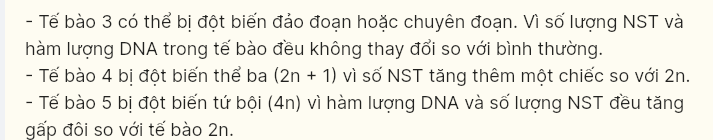 - Tế bào 3 có thể bị đột biến đảo đoạn hoặc chuyên đoạn. Vì số lượng NST và
hàm lượng DNA trong tế bào đều không thay đổi so với bình thường.
- Tế bào 4 bị đột biến thể ba (2n + 1) vì số NST tăng thêm một chiếc so với 2n.
- Tế bào 5 bị đột biến tứ bội (4n) vì hàm lượng DNA và số lượng NST đều tăng
gấp đôi so với tế bào 2n.